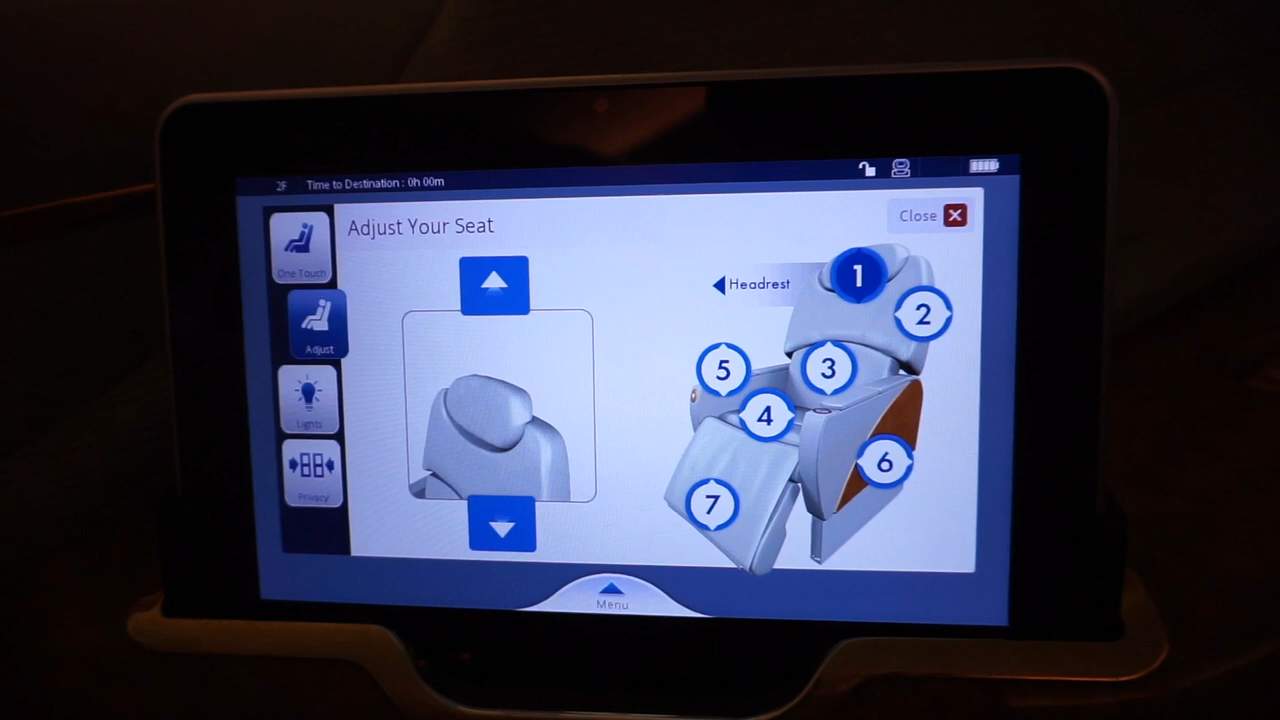 2F Time to Destination : 0h 00m
Adjust Your Seat
Close
One Touch
Adjust
Lights
Privacy
Headrest
1
2
3
4
5
6
7
Menu